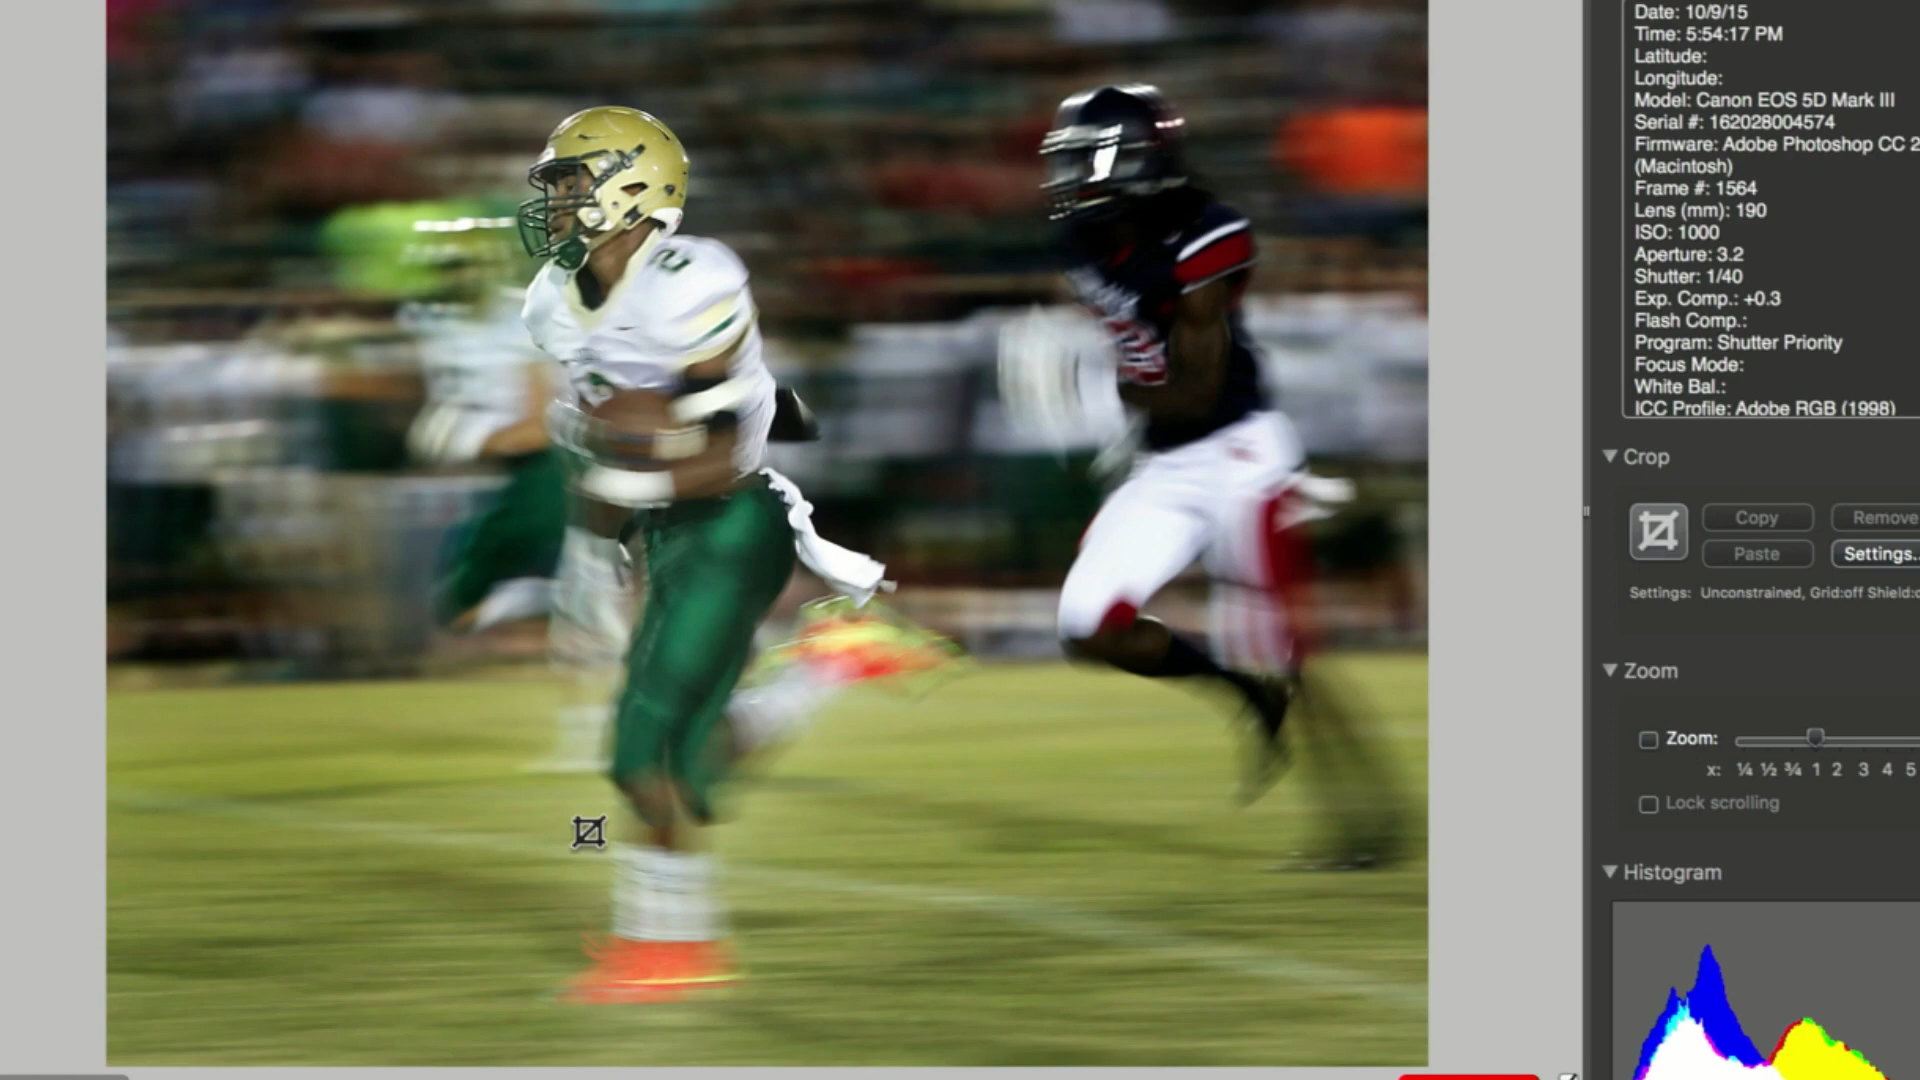 2
Date: 10/9/15
Time: 5:54:17 PM
Latitude:
Longitude:
Model: Canon EOS 5D Mark III
Serial #: 162028004574
Firmware: Adobe Photoshop CC 2
(Macintosh)
Frame #: 1564
Lens (mm): 190
ISO: 1000
Aperture: 3.2
Shutter: 1/40
Exp. Comp.: +0.3
Flash Comp.:
Program: Shutter Priority
Focus Mode:
White Bal.:
ICC Profile: Adobe RGB (1998)
Crop
Copy
Remove
Paste
Settings..
Settings: Unconstrained, Grid:off Shield:o
Zoom
Zoom:
x: ¼ ½ ¾ 1 2 3 4 5
Lock scrolling
Histogram